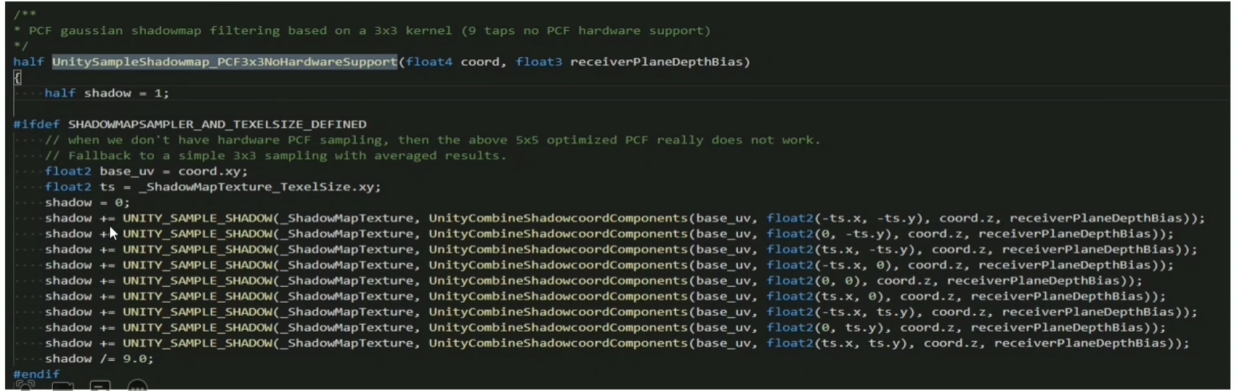 /**
* PCF gaussian shadowmap filtering based on a 3x3 kernel (9 taps no PCF hardware support)
*/
half UnitySampleShadowmap_PCF3x3NoHardwareSupport(float4 coord, float3 receiverPlaneDepthBias)
{
half shadow = 1;
#ifdef SHADOWMAPSAMPLER_AND_TEXELSIZE_DEFINED
// when we don't have hardware PCF sampling, then the above 5x5 optimized PCF really does not work.
// Fallback to a simple 3x3 sampling with averaged results.
float2 base_uv = coord.xy;
float2 ts = _ShadowMapTexture_TexelSize.xy;
shadow = 0;
shadow += UNITY_SAMPLE_SHADOW(_ShadowMapTexture, UnityCombineShadowcoordComponents(base_uv, float2(-ts.x, -ts.y), coord.z, receiverPlaneDepthBias));
shadow += UNITY_SAMPLE_SHADOW(_ShadowMapTexture, UnityCombineShadowcoordComponents(base_uv, float2(0, -ts.y), coord.z, receiverPlaneDepthBias));
shadow += UNITY_SAMPLE_SHADOW(_ShadowMapTexture, UnityCombineShadowcoordComponents(base_uv, float2(ts.x, -ts.y), coord.z, receiverPlaneDepthBias));
shadow += UNITY_SAMPLE_SHADOW(_ShadowMapTexture, UnityCombineShadowcoordComponents(base_uv, float2(-ts.x, 0), coord.z, receiverPlaneDepthBias));
shadow += UNITY_SAMPLE_SHADOW(_ShadowMapTexture, UnityCombineShadowcoordComponents(base_uv, float2(0, 0), coord.z, receiverPlaneDepthBias));
shadow += UNITY_SAMPLE_SHADOW(_ShadowMapTexture, UnityCombineShadowcoordComponents(base_uv, float2(ts.x, 0), coord.z, receiverPlaneDepthBias));
shadow += UNITY_SAMPLE_SHADOW(_ShadowMapTexture, UnityCombineShadowcoordComponents(base_uv, float2(-ts.x, ts.y), coord.z, receiverPlaneDepthBias));
shadow += UNITY_SAMPLE_SHADOW(_ShadowMapTexture, UnityCombineShadowcoordComponents(base_uv, float2(0, ts.y), coord.z, receiverPlaneDepthBias));
shadow += UNITY_SAMPLE_SHADOW(_ShadowMapTexture, UnityCombineShadowcoordComponents(base_uv, float2(ts.x, ts.y), coord.z, receiverPlaneDepthBias));
shadow /= 9.0;
#endif